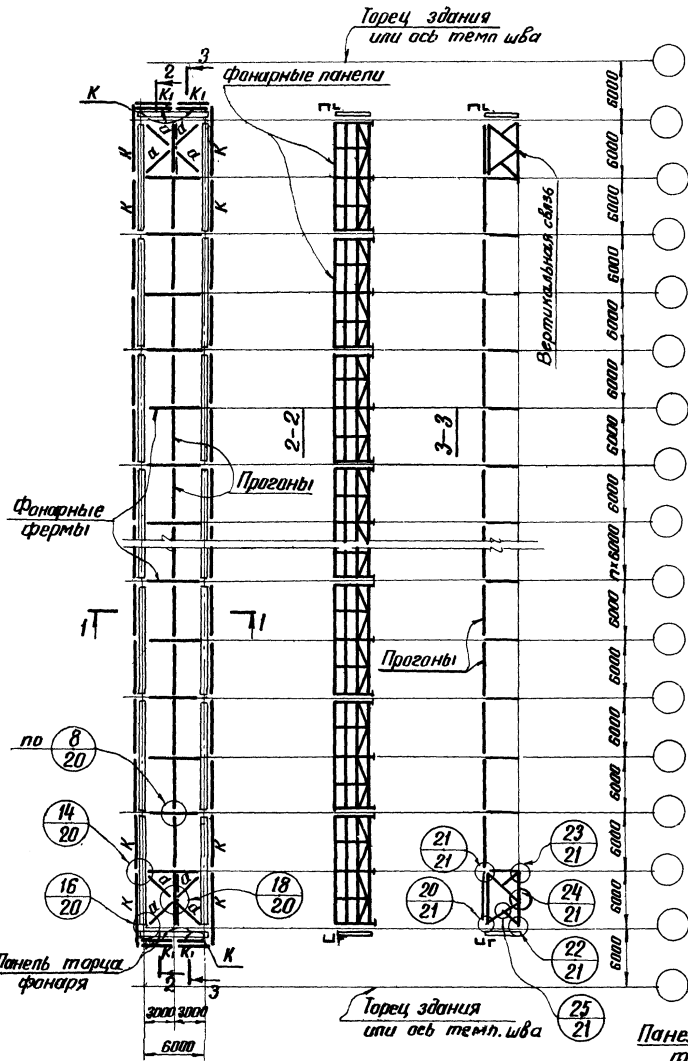 Торец здания
или ось темп шва
3
2
К1 К1
К
Фонарные панели
а а
а а
К К
К К
Вертикальная связь
6000
6000
6000
6000
6000
6000
6000
6000
n×6000
6000
6000
6000
6000
6000
6000
6000
2-2
3-3
Прогоны
Фонарные
фермы
1 1
Прогоны
по 8
20
14
20
21
21
23
21
К К
а а
а а
16
20
18
20
20
21
24
21
К К
22
21
Панель торца
фонаря
К1 К1
К
2
3
25
21
3000 3000
6000
Торец здания
или ось темп. шва
Пане
т